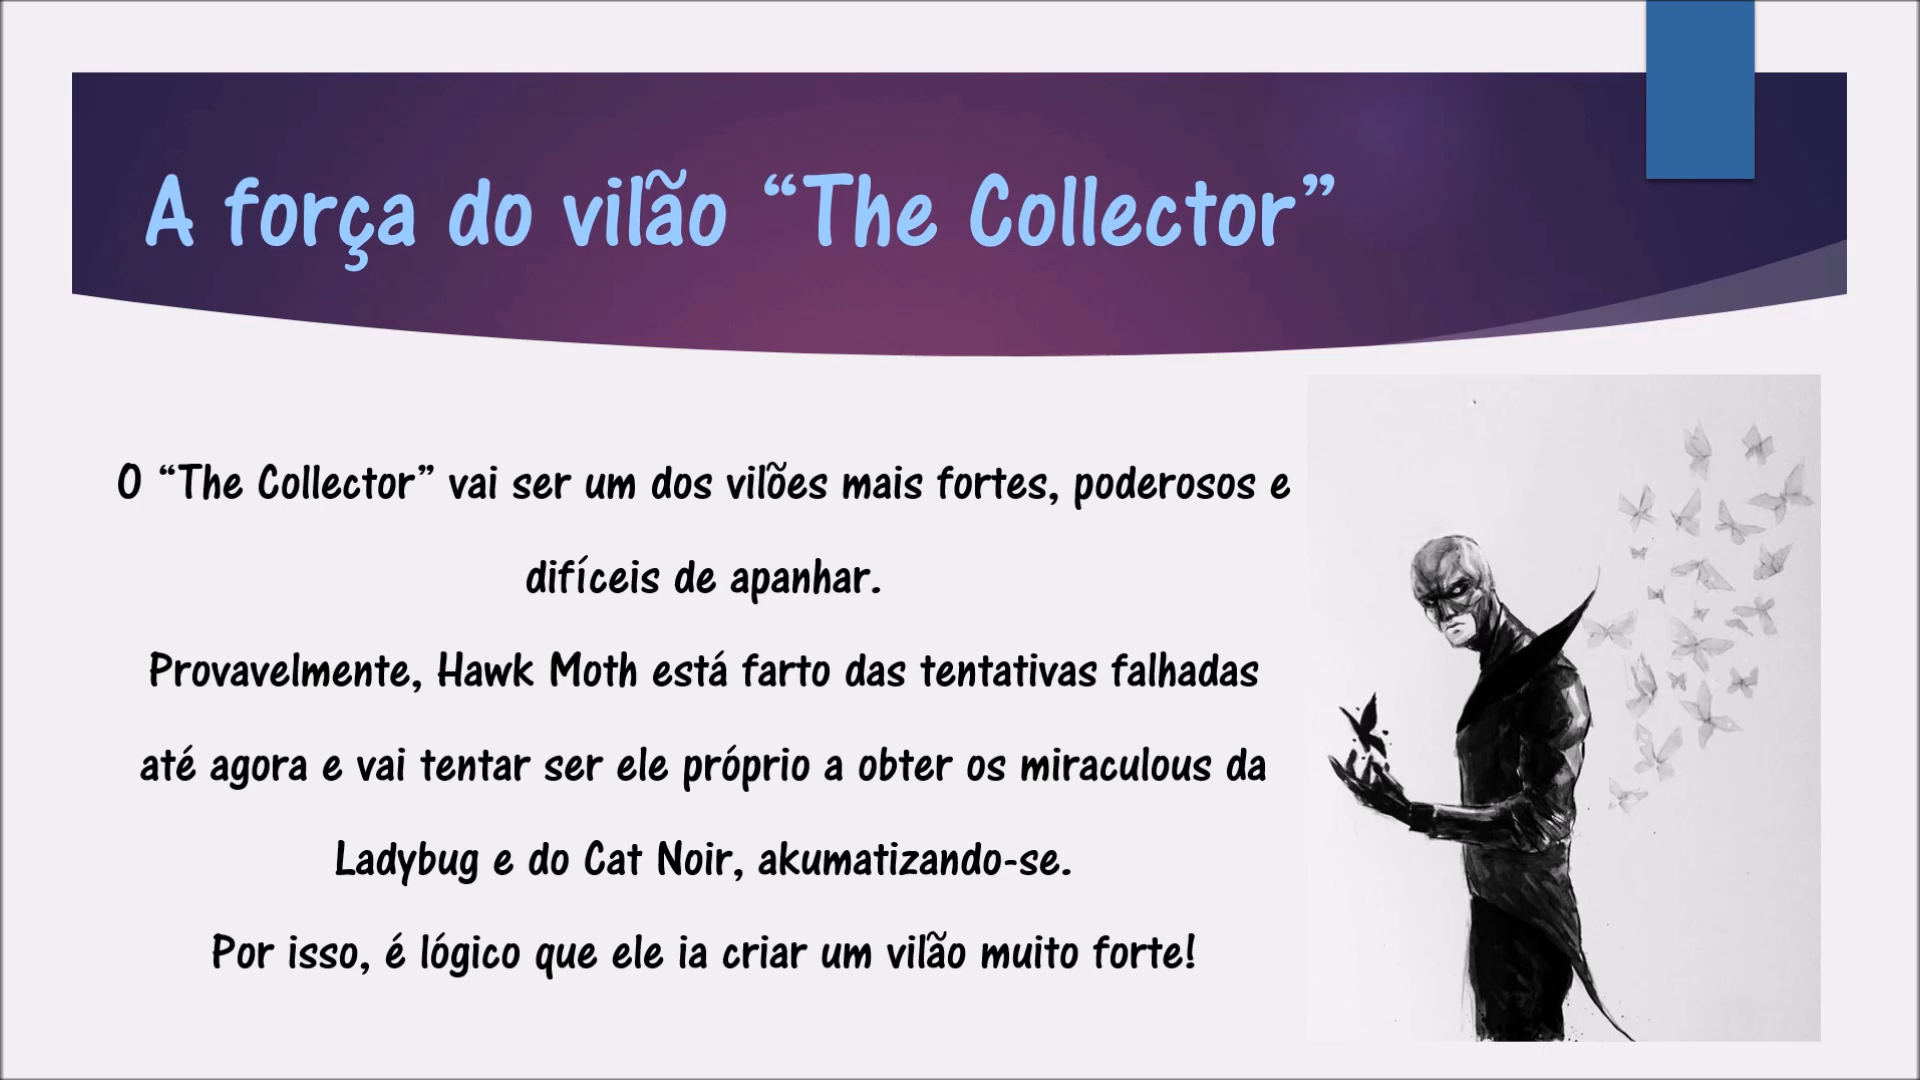 A força do vilão “The Collector”
O “The Collector” vai ser um dos vilões mais fortes, poderosos e
difíceis de apanhar.
Provavelmente, Hawk Moth está farto das tentativas falhadas
até agora e vai tentar ser ele próprio a obter os miraculous da
Ladybug e do Cat Noir, akumatizando-se.
Por isso, é lógico que ele ia criar um vilão muito forte!